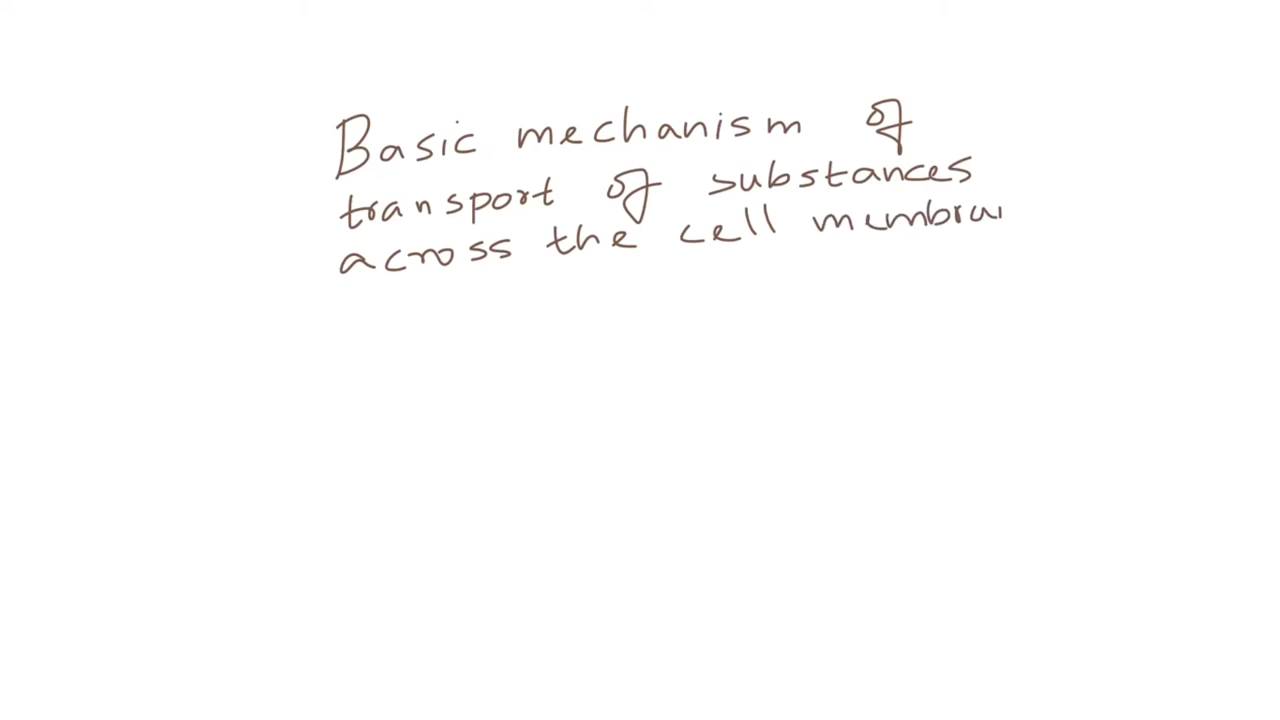 Basic mechanism of
transport of substances
across the cell membra